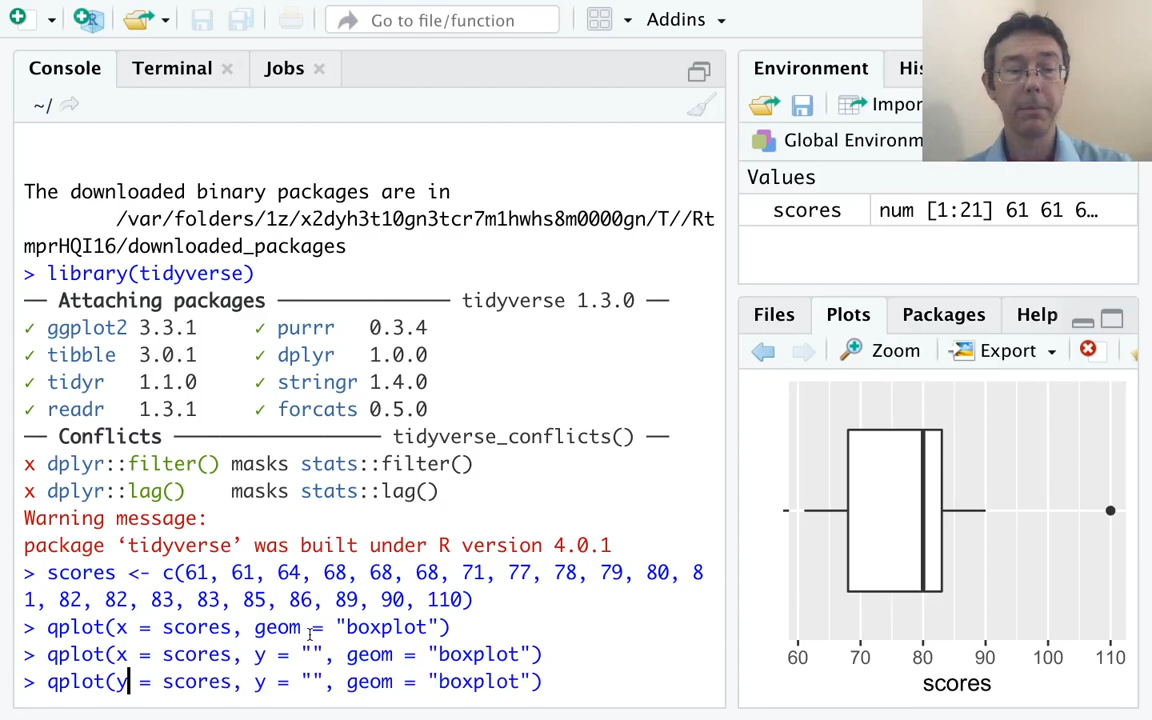 Go to file/function
Addins
Console
Terminal
Jobs
~/
The downloaded binary packages are in
/var/folders/1z/x2dyh3t10gn3tcr7m1hwhs8m0000gn/T//Rt
mprHQI16/downloaded_packages
> library(tidyverse)
── Attaching packages ─────────── tidyverse 1.3.0 ──
✓ ggplot2 3.3.1 ✓ purrr 0.3.4
✓ tibble 3.0.1 ✓ dplyr 1.0.0
✓ tidyr 1.1.0 ✓ stringr 1.4.0
✓ readr 1.3.1 ✓ forcats 0.5.0
── Conflicts ─────────────── tidyverse_conflicts() ──
x dplyr::filter() masks stats::filter()
x dplyr::lag() masks stats::lag()
Warning message:
package ‘tidyverse’ was built under R version 4.0.1
> scores <- c(61, 61, 64, 68, 68, 68, 71, 77, 78, 79, 80, 8
1, 82, 82, 83, 83, 85, 86, 89, 90, 110)
> qplot(x = scores, geom = "boxplot")
> qplot(x = scores, y = "", geom = "boxplot")
> qplot(y = scores, y = "", geom = "boxplot")
Environment
His
Impor
Global Environm
Values
scores num [1:21] 61 61 6…
Files
Plots
Packages
Help
Zoom
Export
60 70 80 90 100 110
scores